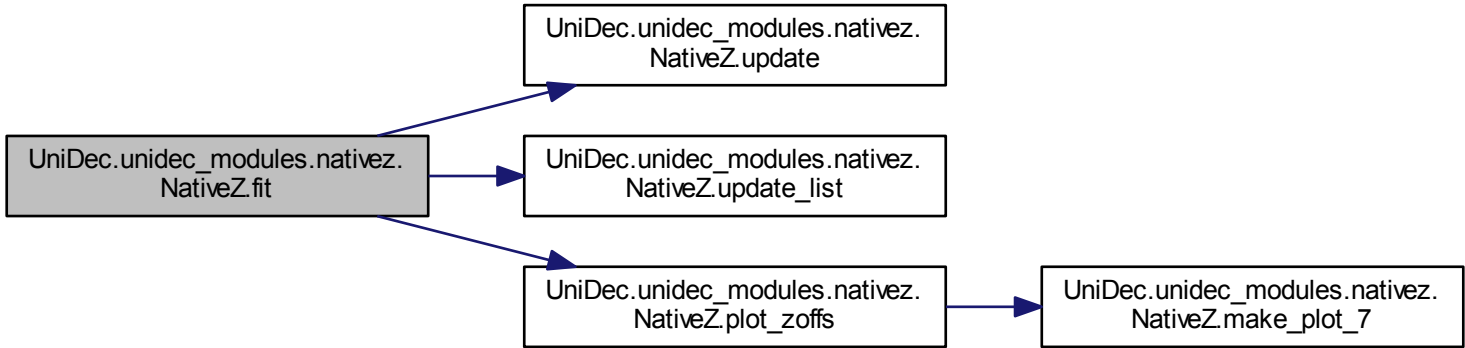 UniDec.unidec_modules.nativez.
NativeZ.update
UniDec.unidec_modules.nativez.
NativeZ.fit
UniDec.unidec_modules.nativez.
NativeZ.update_list
UniDec.unidec_modules.nativez.
NativeZ.plot_zoffs
UniDec.unidec_modules.nativez.
NativeZ.make_plot_7